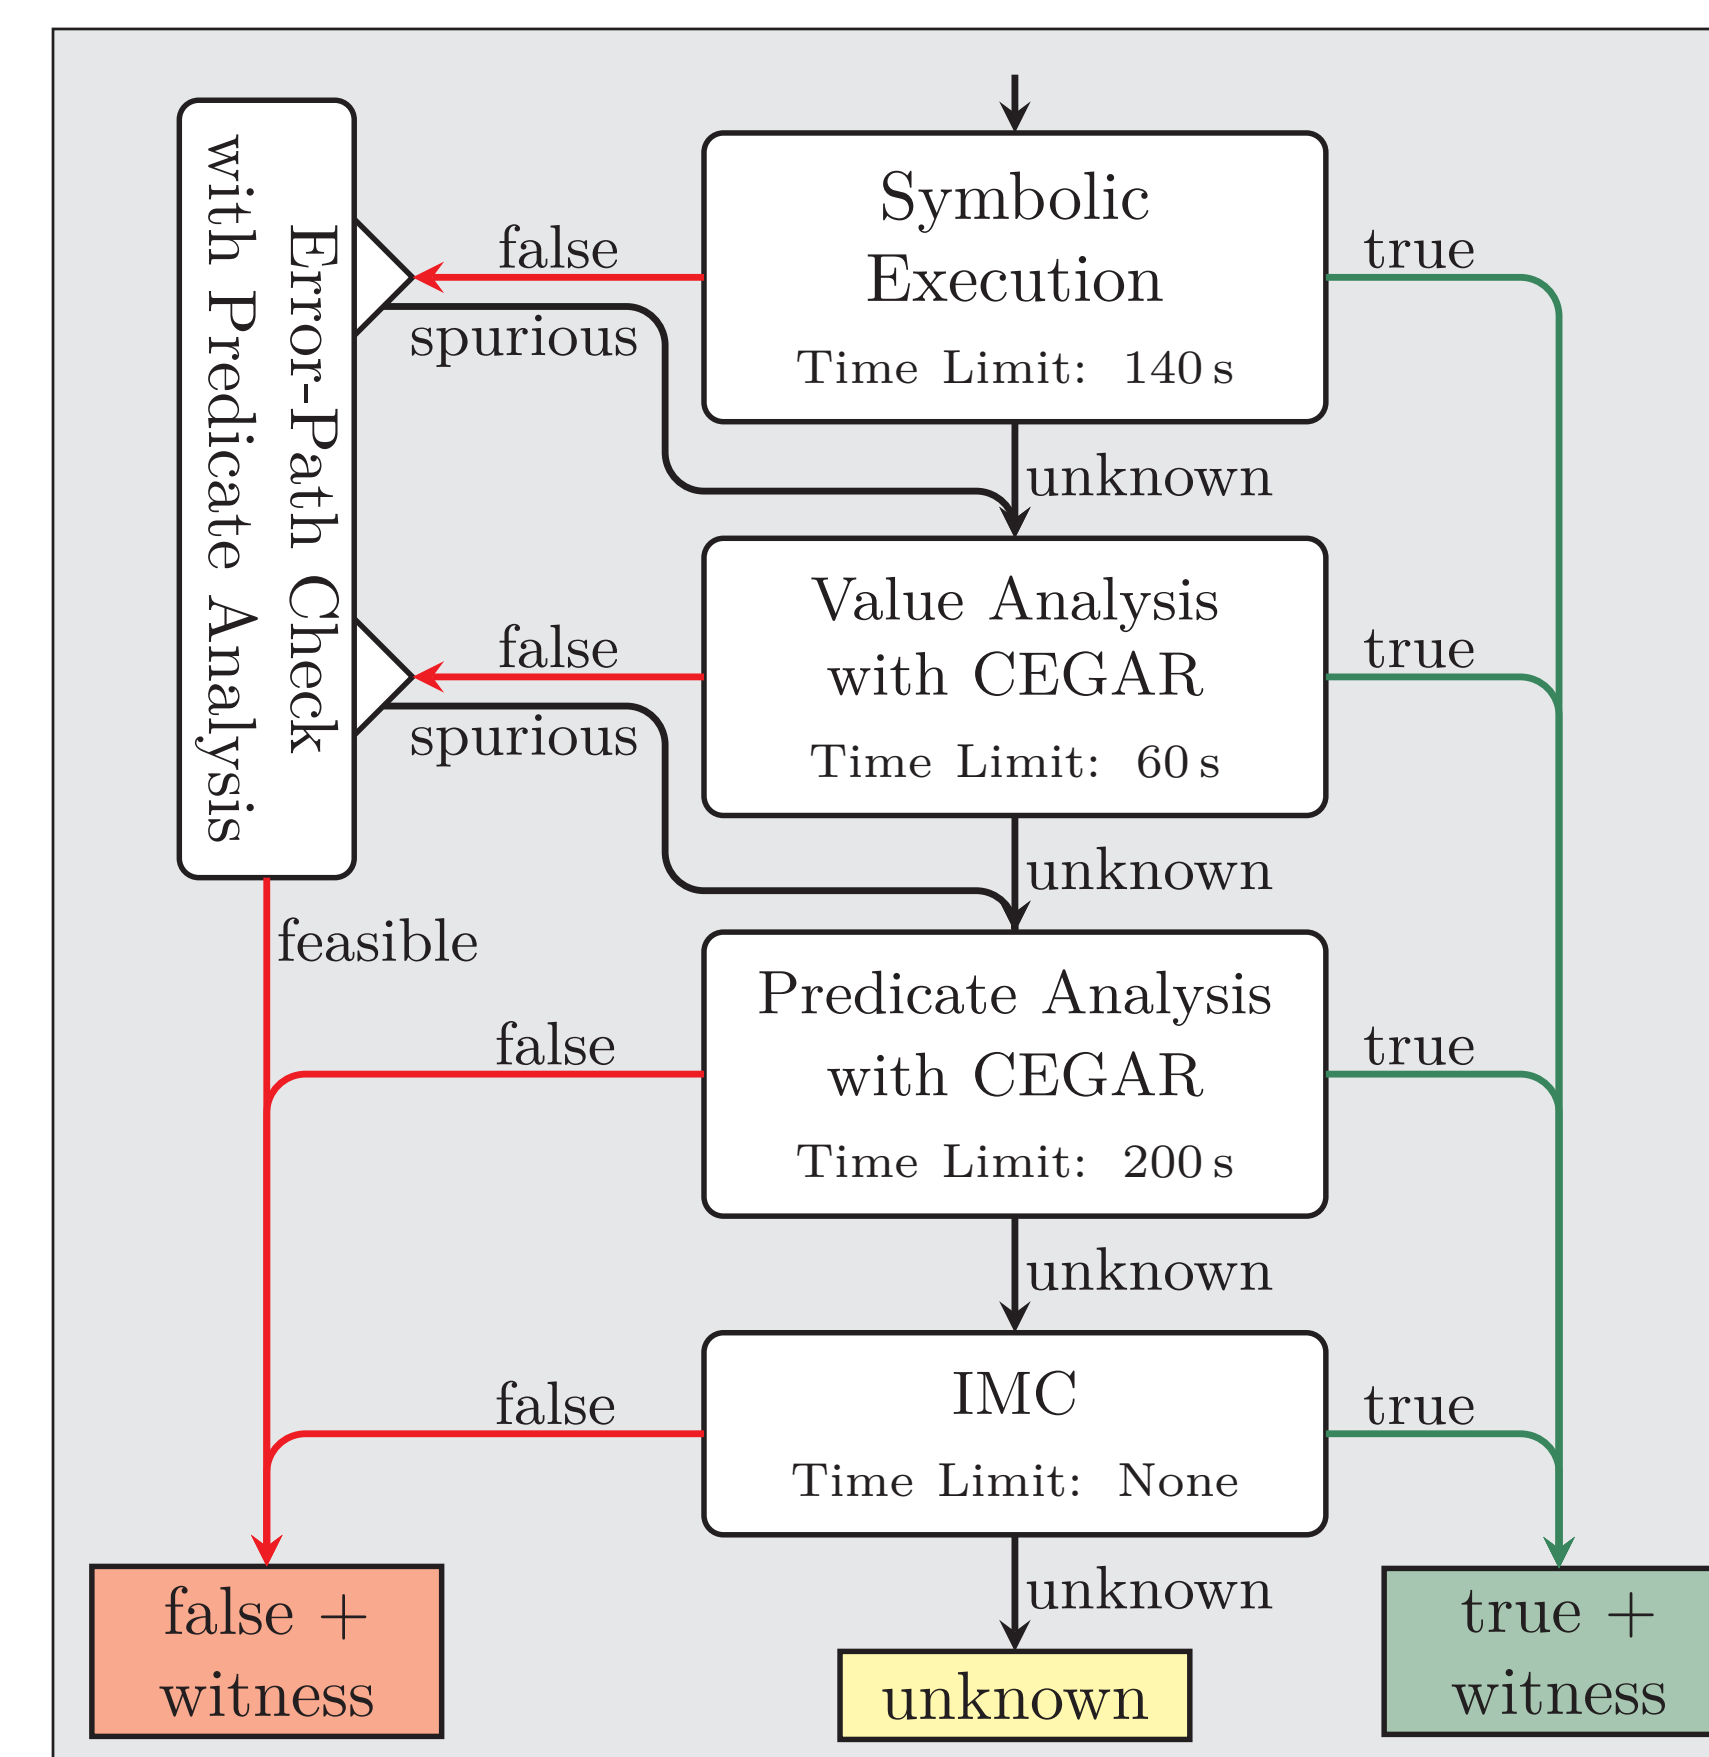 Error-Path Check
with Predicate Analysis
Symbolic
Execution
Time Limit: 140 s
false
true
spurious
unknown
Value Analysis
with CEGAR
Time Limit: 60 s
false
true
spurious
unknown
feasible
Predicate Analysis
with CEGAR
Time Limit: 200 s
false
true
unknown
IMC
Time Limit: None
false
true
unknown
false +
witness
unknown
true +
witness